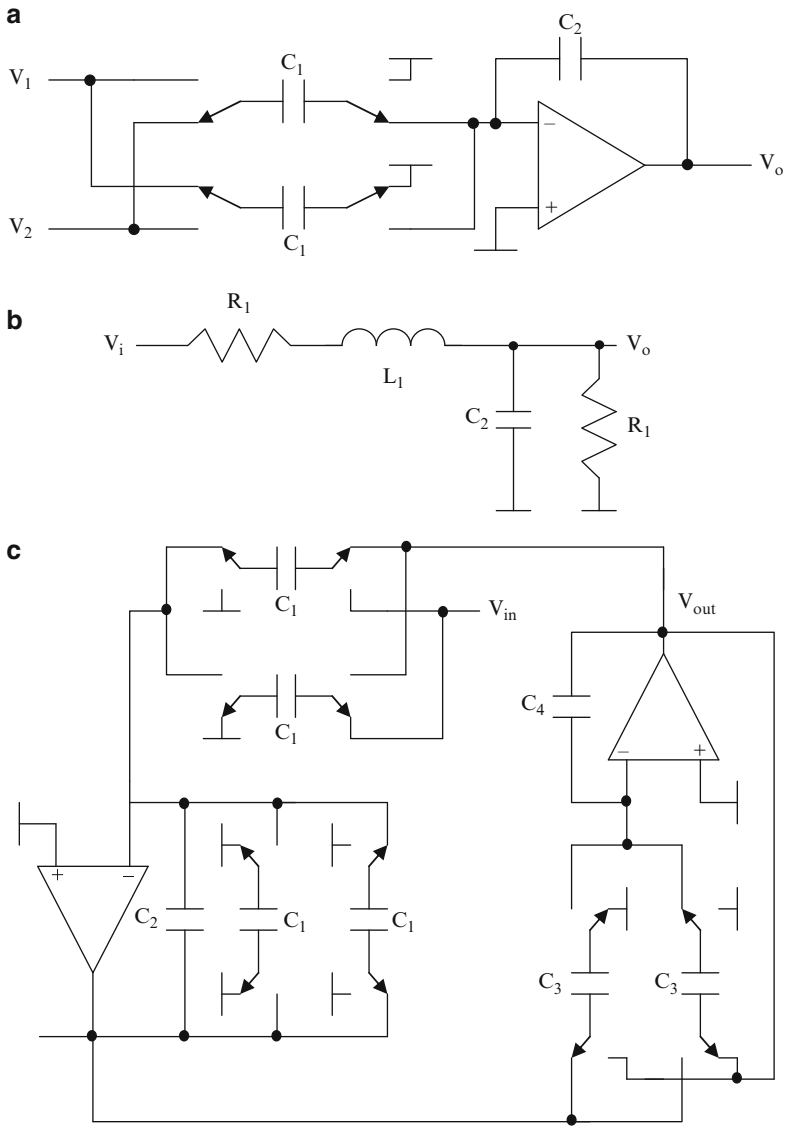 a
C₂
V₁
C₁
−
Vₒ
+
V₂
C₁
b
R₁
Vᵢ
Vₒ
L₁
C₂
R₁
c
C₁
Vᵢₙ
Vₒᵤₜ
C₄
C₁
− +
+ −
C₂
C₁
C₁
C₃
C₃